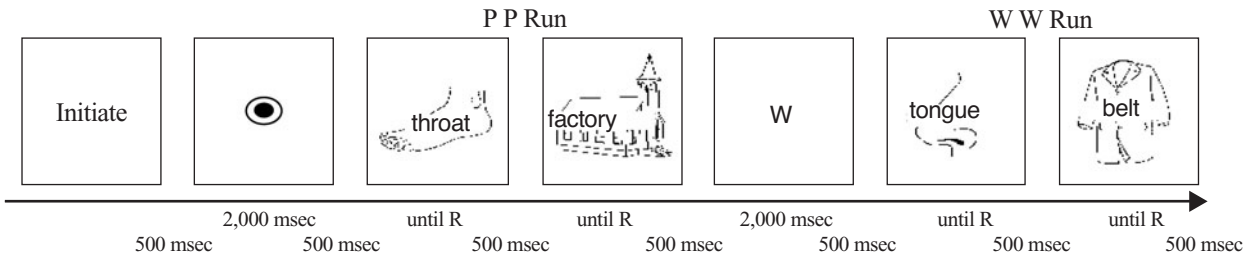 P P Run W W Run
Initiate throat factory W tongue belt
2,000 msec until R until R 2,000 msec until R until R
500 msec 500 msec 500 msec 500 msec 500 msec 500 msec 500 msec